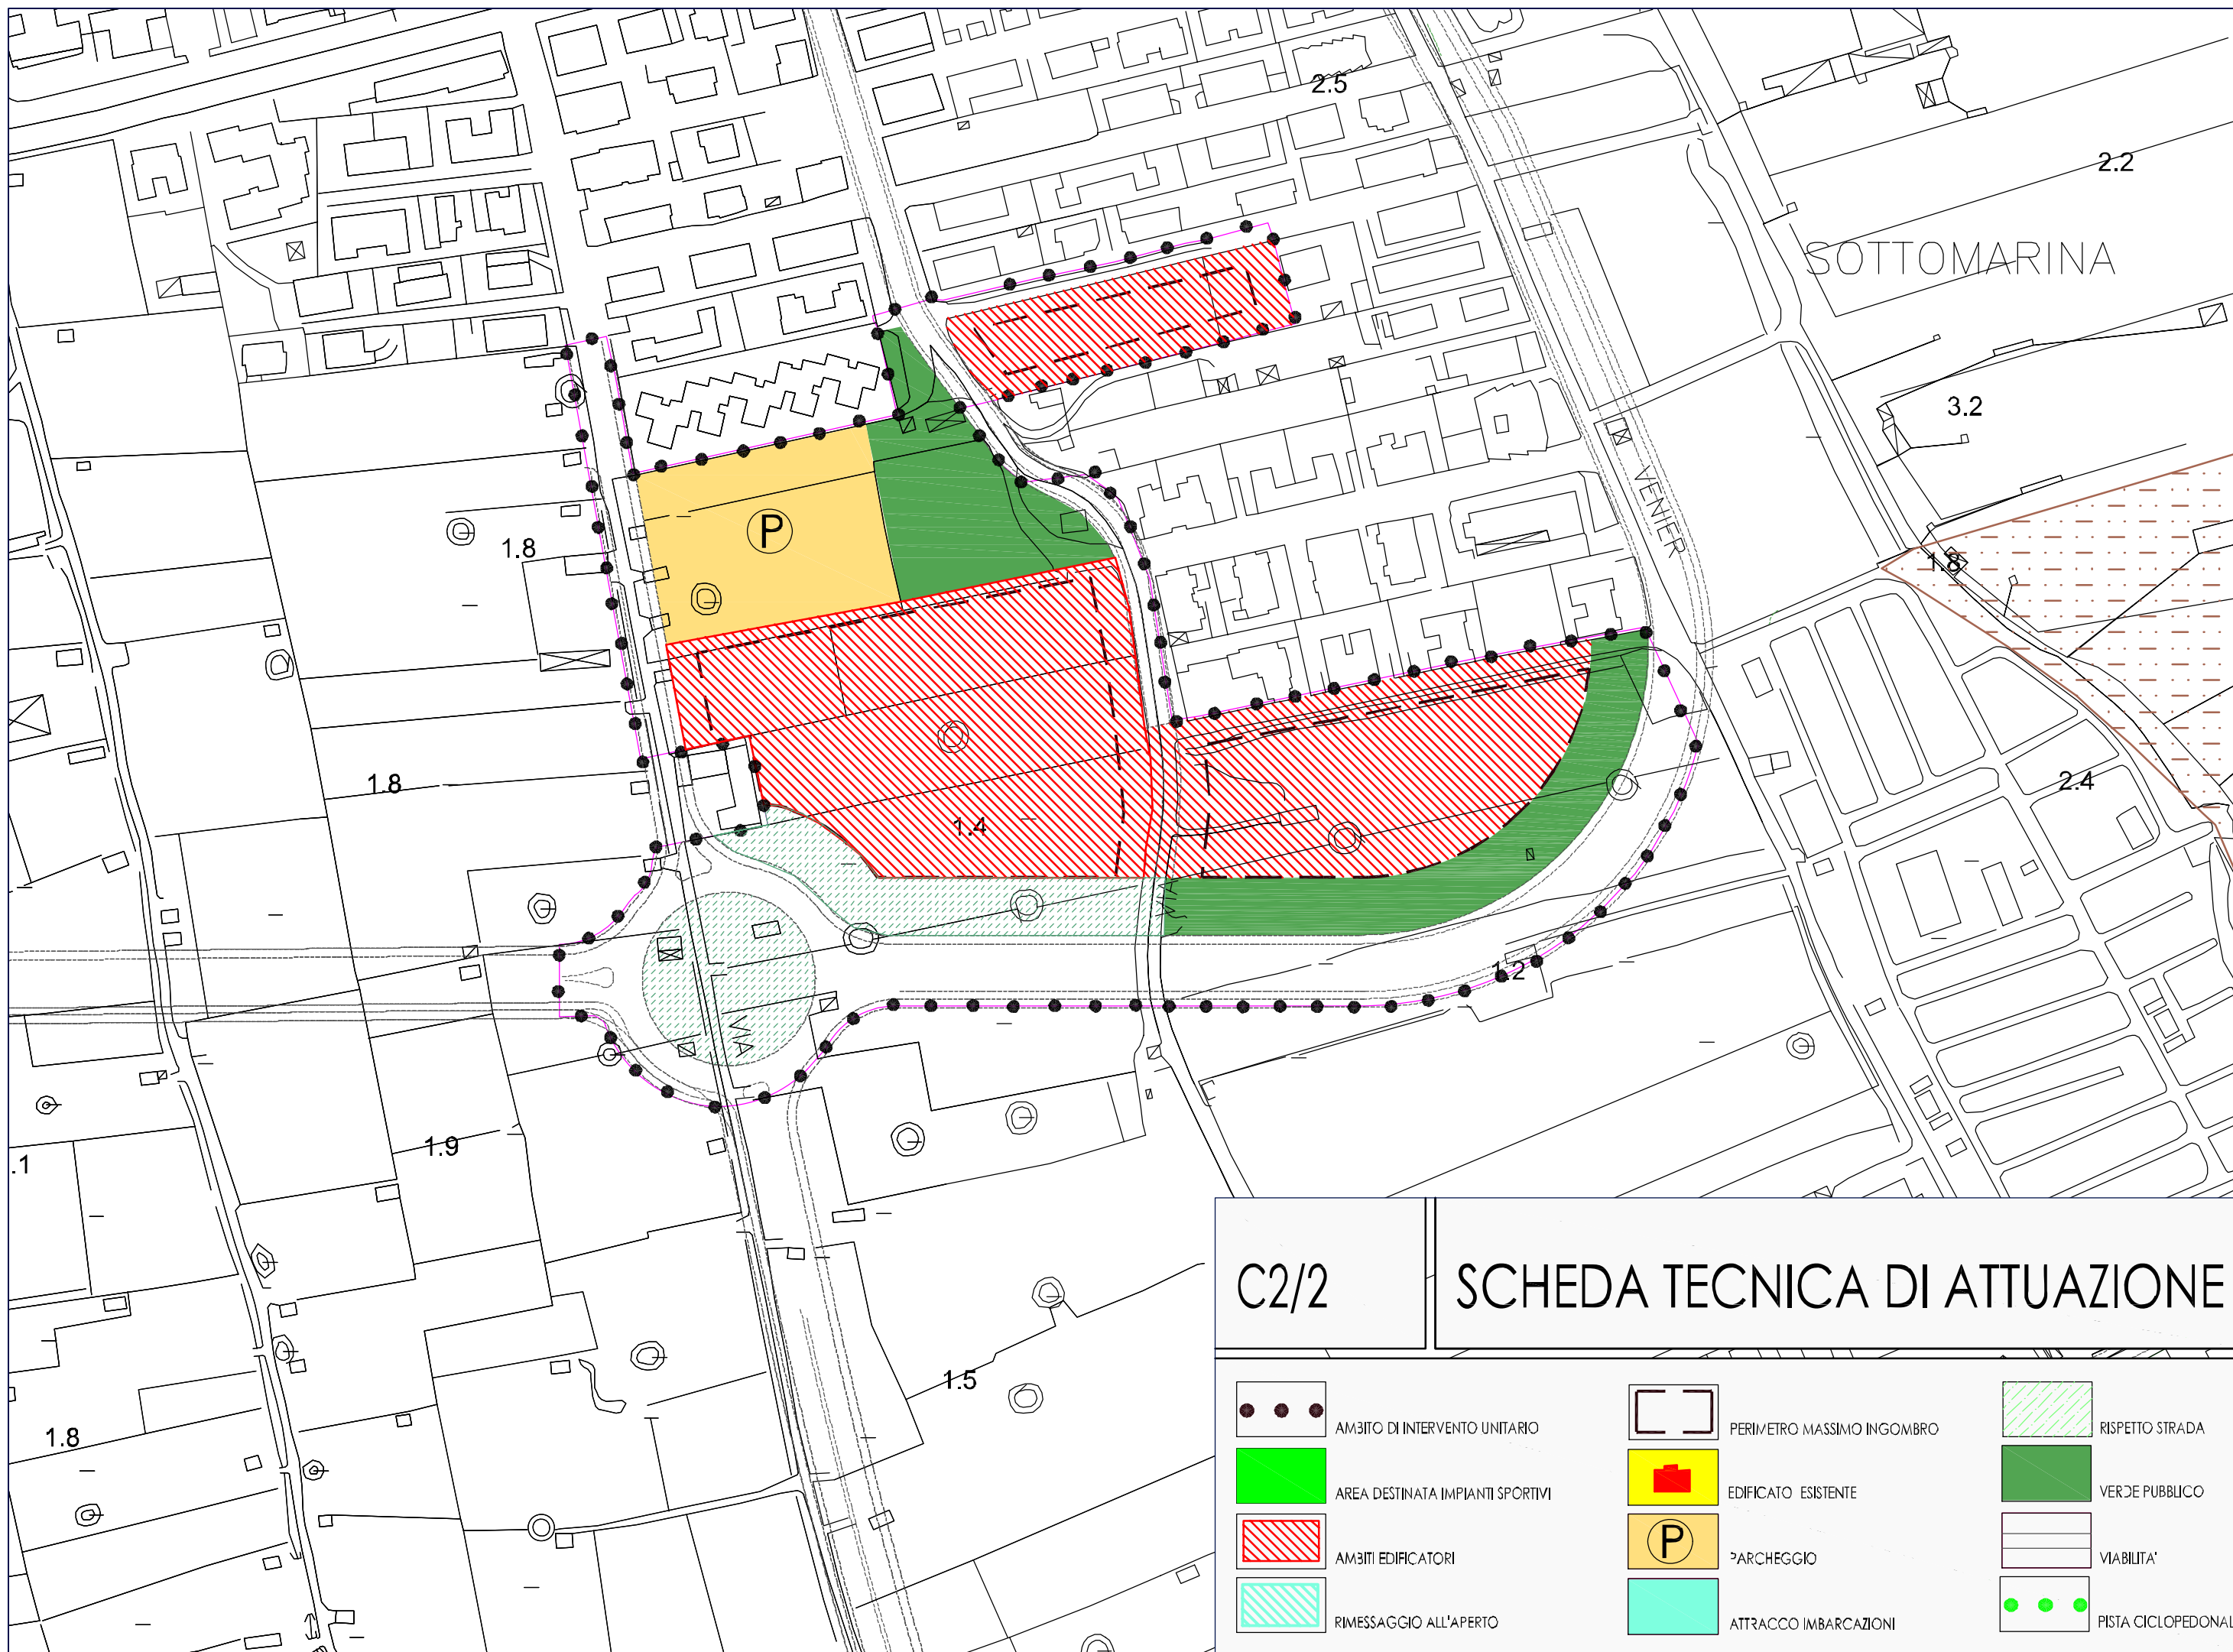 2.5
2.2
SOTTOMARINA
3.2
VENIER
P
1.8
1.8
1.8
2.4
1.4
1.2
VIA
1.9
.1
1.5
1.8
C2/2
SCHEDA TECNICA DI ATTUAZIONE
AMBITO DI INTERVENTO UNITARIO
PERIMETRO MASSIMO INGOMBRO
RISPETTO STRADA
AREA DESTINATA IMPIANTI SPORTIVI
EDIFICATO ESISTENTE
VERDE PUBBLICO
AMBITI EDIFICATORI
P
PARCHEGGIO
VIABILITA'
RIMESSAGGIO ALL'APERTO
ATTRACCO IMBARCAZIONI
PISTA CICLOPEDONAL